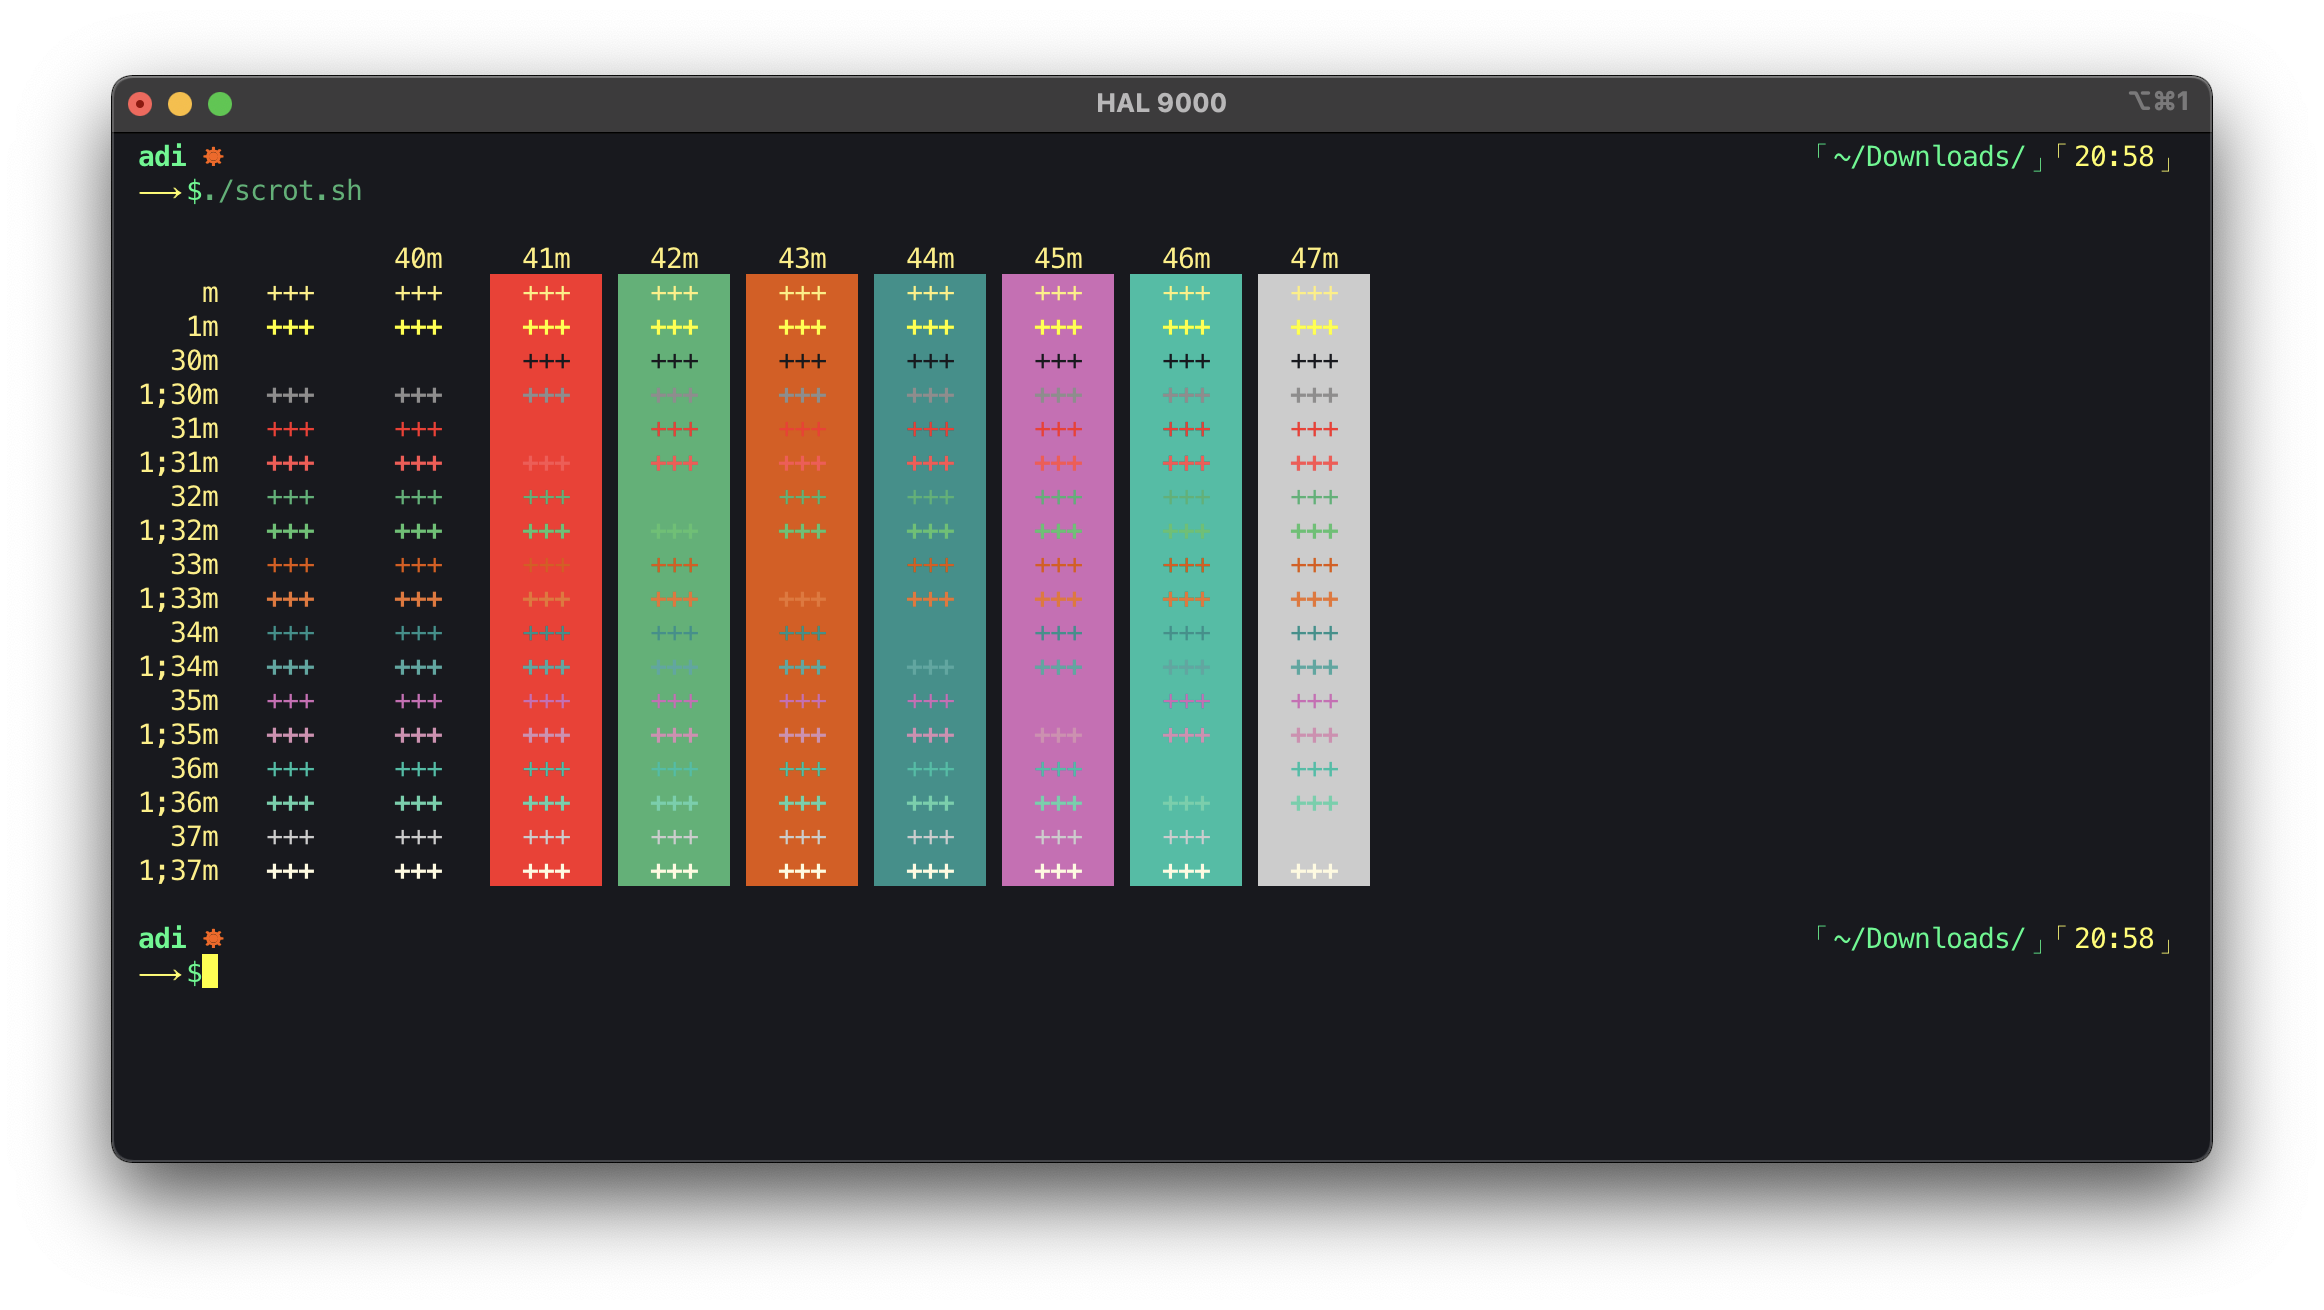 HAL 9000 ⌥⌘1
adi ⎈ 「~/Downloads/」「20:58」
⟶$./scrot.sh
40m 41m 42m 43m 44m 45m 46m 47m
m +++ +++ +++ +++ +++ +++ +++ +++ +++
1m +++ +++ +++ +++ +++ +++ +++ +++ +++
30m +++ +++ +++ +++ +++ +++ +++
1;30m +++ +++ +++ +++ +++ +++ +++ +++ +++
31m +++ +++ +++ +++ +++ +++ +++ +++
1;31m +++ +++ +++ +++ +++ +++ +++ +++ +++
32m +++ +++ +++ +++ +++ +++ +++ +++
1;32m +++ +++ +++ +++ +++ +++ +++ +++ +++
33m +++ +++ +++ +++ +++ +++ +++ +++
1;33m +++ +++ +++ +++ +++ +++ +++ +++ +++
34m +++ +++ +++ +++ +++ +++ +++ +++
1;34m +++ +++ +++ +++ +++ +++ +++ +++ +++
35m +++ +++ +++ +++ +++ +++ +++ +++
1;35m +++ +++ +++ +++ +++ +++ +++ +++ +++
36m +++ +++ +++ +++ +++ +++ +++ +++
1;36m +++ +++ +++ +++ +++ +++ +++ +++ +++
37m +++ +++ +++ +++ +++ +++ +++ +++
1;37m +++ +++ +++ +++ +++ +++ +++ +++ +++
adi ⎈ 「~/Downloads/」「20:58」
⟶$